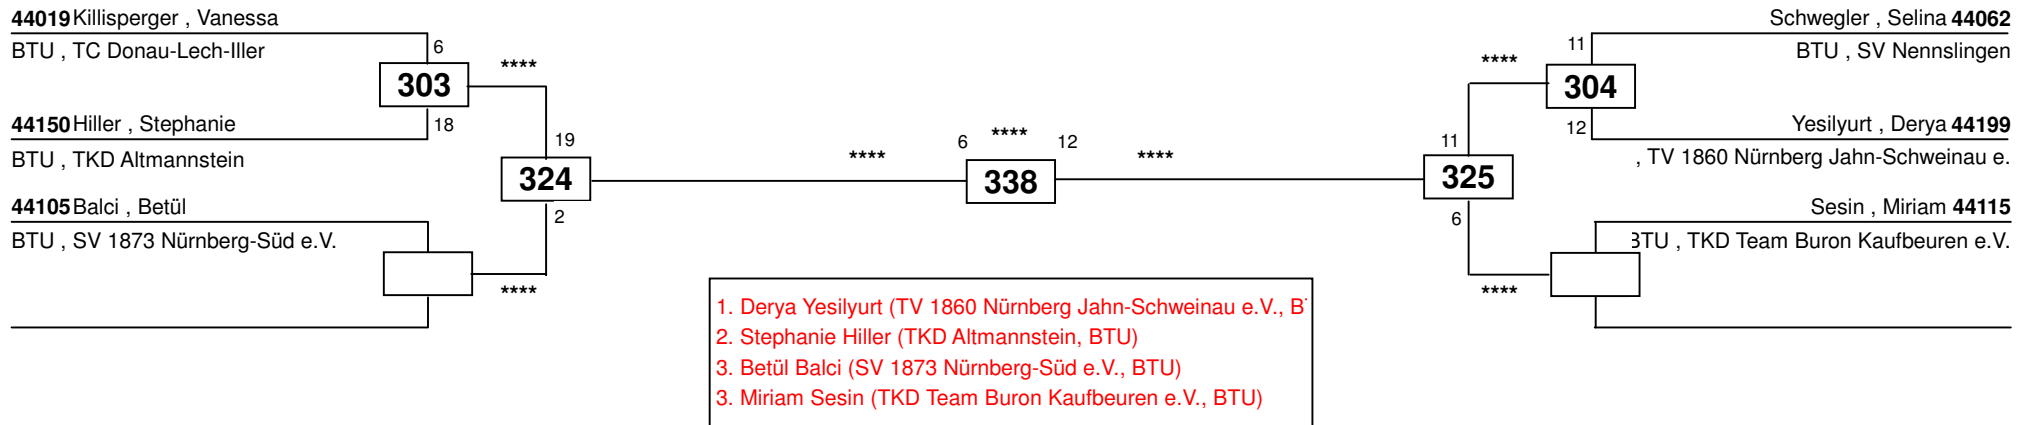 44019 Killisperger , Vanessa
BTU , TC Donau-Lech-Iller
6
303
****
44150 Hiller , Stephanie
18
BTU , TKD Altmannstein
19
324
2
44105 Balci , Betül
BTU , SV 1873 Nürnberg-Süd e.V.
****
****
6 **** 12
338
****
Schwegler , Selina 44062
11
BTU , SV Nennslingen
****
304
Yesilyurt , Derya 44199
12
, TV 1860 Nürnberg Jahn-Schweinau e.
11
325
6
Sesin , Miriam 44115
BTU , TKD Team Buron Kaufbeuren e.V.
****
1. Derya Yesilyurt (TV 1860 Nürnberg Jahn-Schweinau e.V., B
2. Stephanie Hiller (TKD Altmannstein, BTU)
3. Betül Balci (SV 1873 Nürnberg-Süd e.V., BTU)
3. Miriam Sesin (TKD Team Buron Kaufbeuren e.V., BTU)